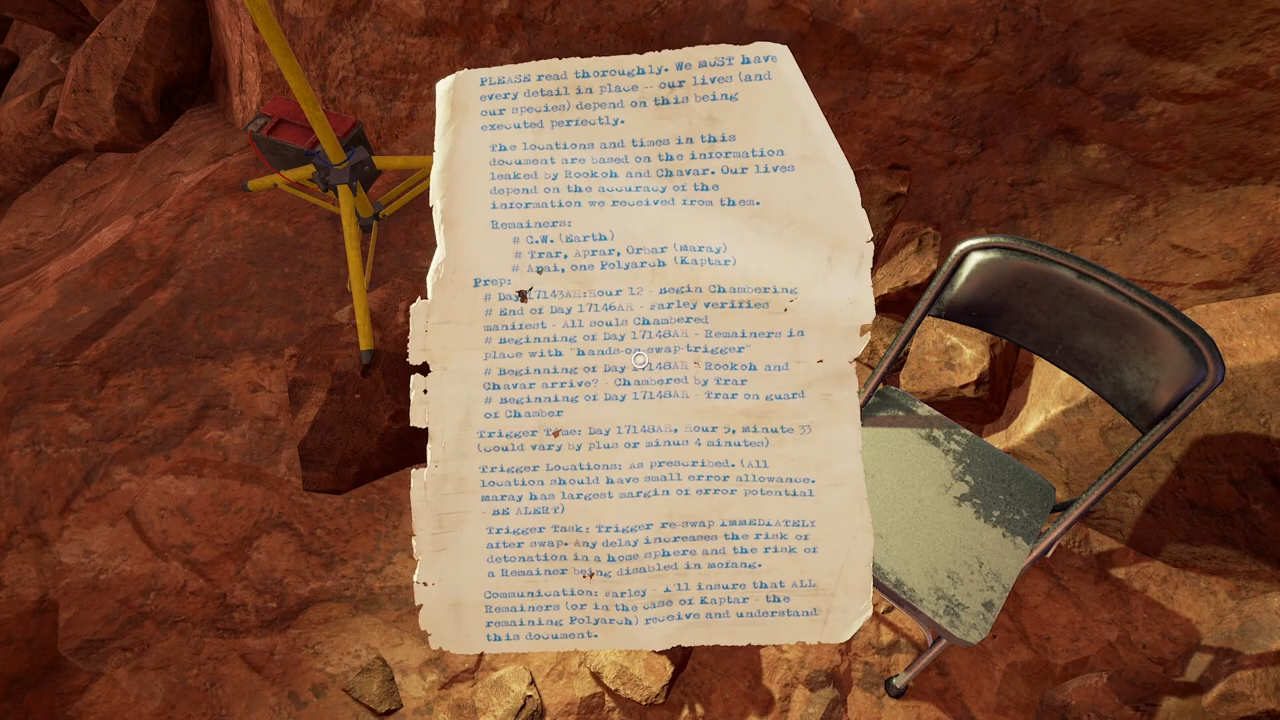 PLEASE read thoroughly. We MUST have
every detail in place -- our lives (and
our species) depend on this being
executed perfectly.
The locations and times in this
document are based on the information
leaked by Rookoh and Chavar. Our lives
depend on the accuracy of the
information we received from them.
Remainers:
# C.W. (Earth)
# Trar, Aprar, Orbar (Maray)
# Apai, one Polyarch (Kaptar)
Prep:
# Day 17143AH:Hour 12 - Begin Chambering
# End of Day 17146AH - Farley verifies
manifest - All souls Chambered
# Beginning of Day 17148AH - Remainers in
place with "hands-on-swap-trigger"
# Beginning of Day 17148AH - Rookoh and
Chavar arrive? - Chambered by Trar
# Beginning of Day 17148AH - Trar on guard
of Chamber
Trigger Time: Day 17148AH, Hour 5, Minute 33
(could vary by plus or minus 4 minutes)
Trigger Locations: As prescribed. (All
location should have small error allowance.
Maray has largest margin of error potential
- BE ALERT)
Trigger Task: Trigger re-swap IMMEDIATELY
after swap. Any delay increases the risk of
detonation in a home sphere and the risk of
a Remainer being disabled in Mofang.
Communication: Farley - I'll insure that ALL
Remainers (or in the case of Kaptar - the
remaining Polyarch) receive and understand
this document.